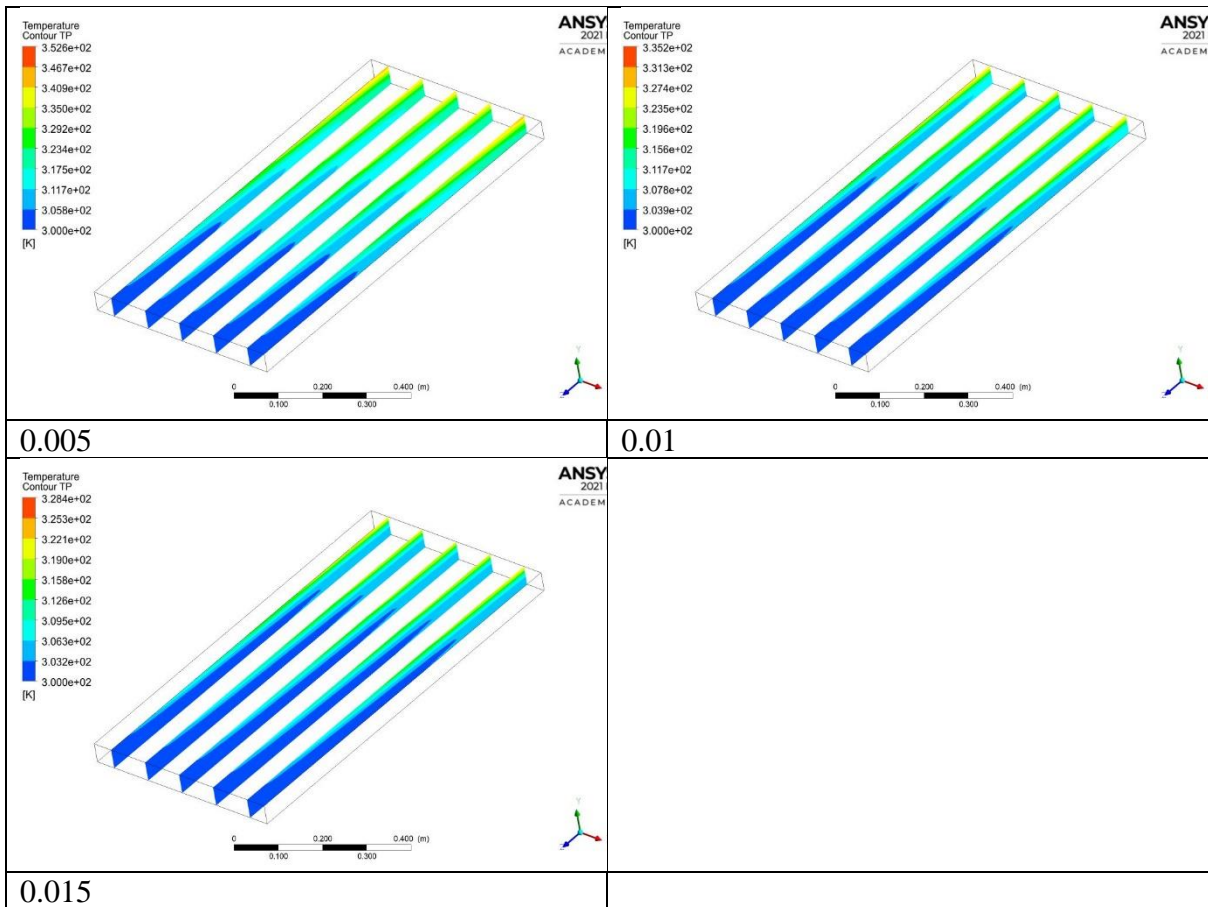 Temperature
Contour TP
3.526e+02
3.467e+02
3.409e+02
3.350e+02
3.292e+02
3.234e+02
3.175e+02
3.117e+02
3.058e+02
3.000e+02
[K]
ANSY
2021
ACADEM
0 0.200 0.400 (m)
0.100 0.300
Y
Z
0.005
Temperature
Contour TP
3.352e+02
3.313e+02
3.274e+02
3.235e+02
3.196e+02
3.156e+02
3.117e+02
3.078e+02
3.039e+02
3.000e+02
[K]
ANSY
2021
ACADEM
0 0.200 0.400 (m)
0.100 0.300
Y
Z
0.01
Temperature
Contour TP
3.284e+02
3.253e+02
3.221e+02
3.190e+02
3.158e+02
3.126e+02
3.095e+02
3.063e+02
3.032e+02
3.000e+02
[K]
ANSY
2021
ACADEM
0 0.200 0.400 (m)
0.100 0.300
Y
Z
0.015